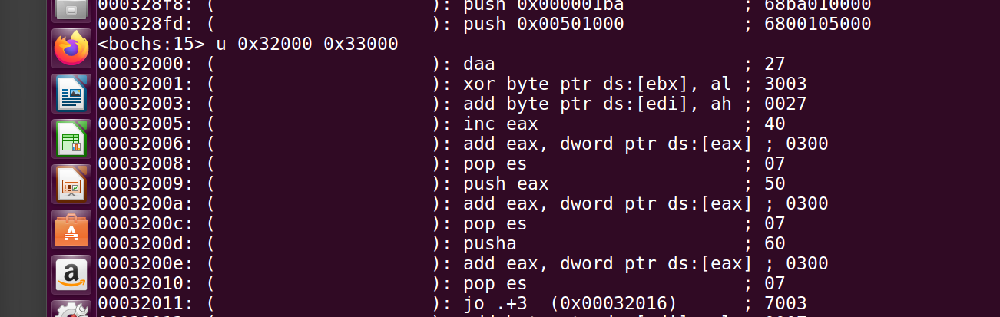 000328f8: (                    ): push 0x000001ba           ; 68ba010000
000328fd: (                    ): push 0x00501000           ; 6800105000
<bochs:15> u 0x32000 0x33000
00032000: (                    ): daa                       ; 27
00032001: (                    ): xor byte ptr ds:[ebx], al ; 3003
00032003: (                    ): add byte ptr ds:[edi], ah ; 0027
00032005: (                    ): inc eax                   ; 40
00032006: (                    ): add eax, dword ptr ds:[eax] ; 0300
00032008: (                    ): pop es                    ; 07
00032009: (                    ): push eax                  ; 50
0003200a: (                    ): add eax, dword ptr ds:[eax] ; 0300
0003200c: (                    ): pop es                    ; 07
0003200d: (                    ): pusha                     ; 60
0003200e: (                    ): add eax, dword ptr ds:[eax] ; 0300
00032010: (                    ): pop es                    ; 07
00032011: (                    ): jo .+3  (0x00032016)      ; 7003